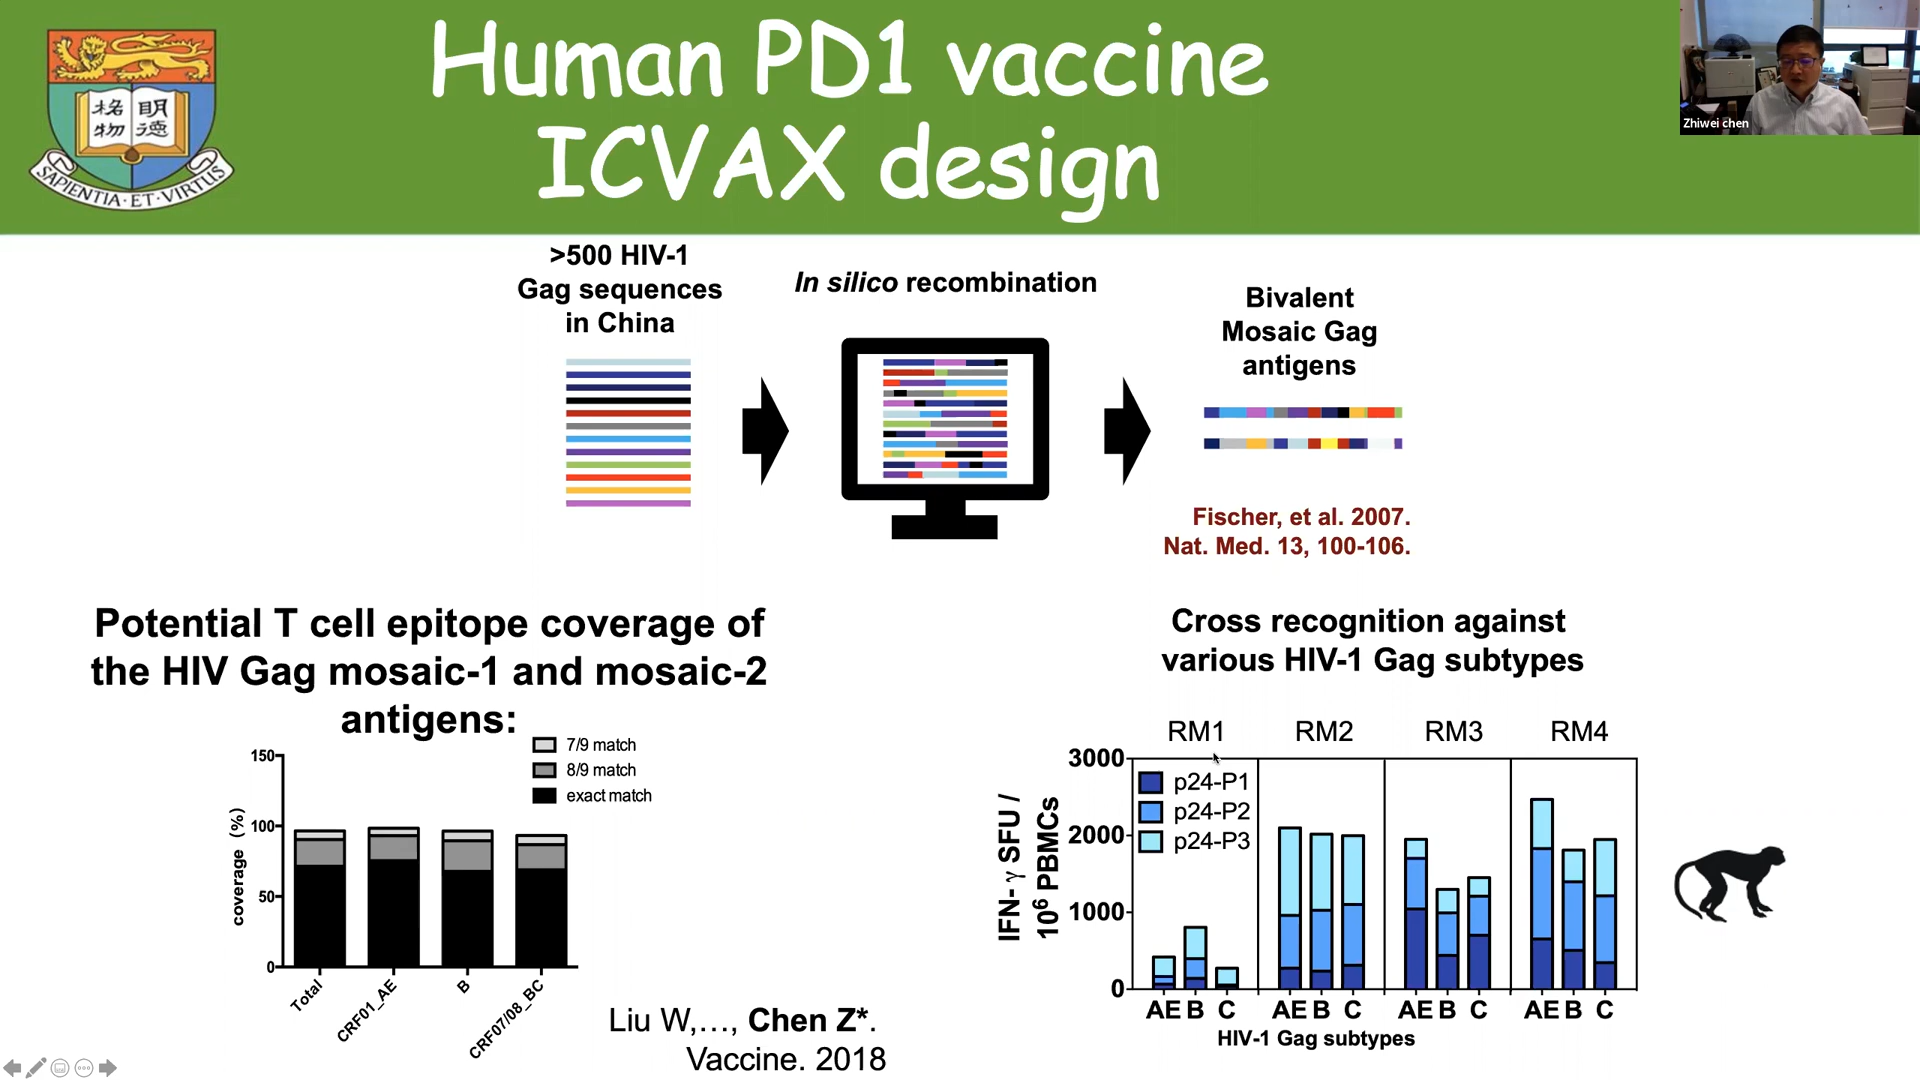 Human PD1 vaccine
ICVAX design
格 明
物 德
SAPIENTIA·ET·VIRTUS
Zhiwei chen
>500 HIV-1
Gag sequences
in China
In silico recombination
Bivalent
Mosaic Gag
antigens
Fischer, et al. 2007.
Nat. Med. 13, 100-106.
Potential T cell epitope coverage of
the HIV Gag mosaic-1 and mosaic-2
antigens:
7/9 match
8/9 match
exact match
150
100
50
0
coverage (%)
Total
CRF01_AE
B
CRF07/08_BC
Liu W,..., Chen Z*.
Vaccine. 2018
Cross recognition against
various HIV-1 Gag subtypes
RM1 RM2 RM3 RM4
p24-P1
p24-P2
p24-P3
3000
2000
1000
0
IFN- γ SFU /
10⁶ PBMCs
AE B C AE B C AE B C AE B C
HIV-1 Gag subtypes